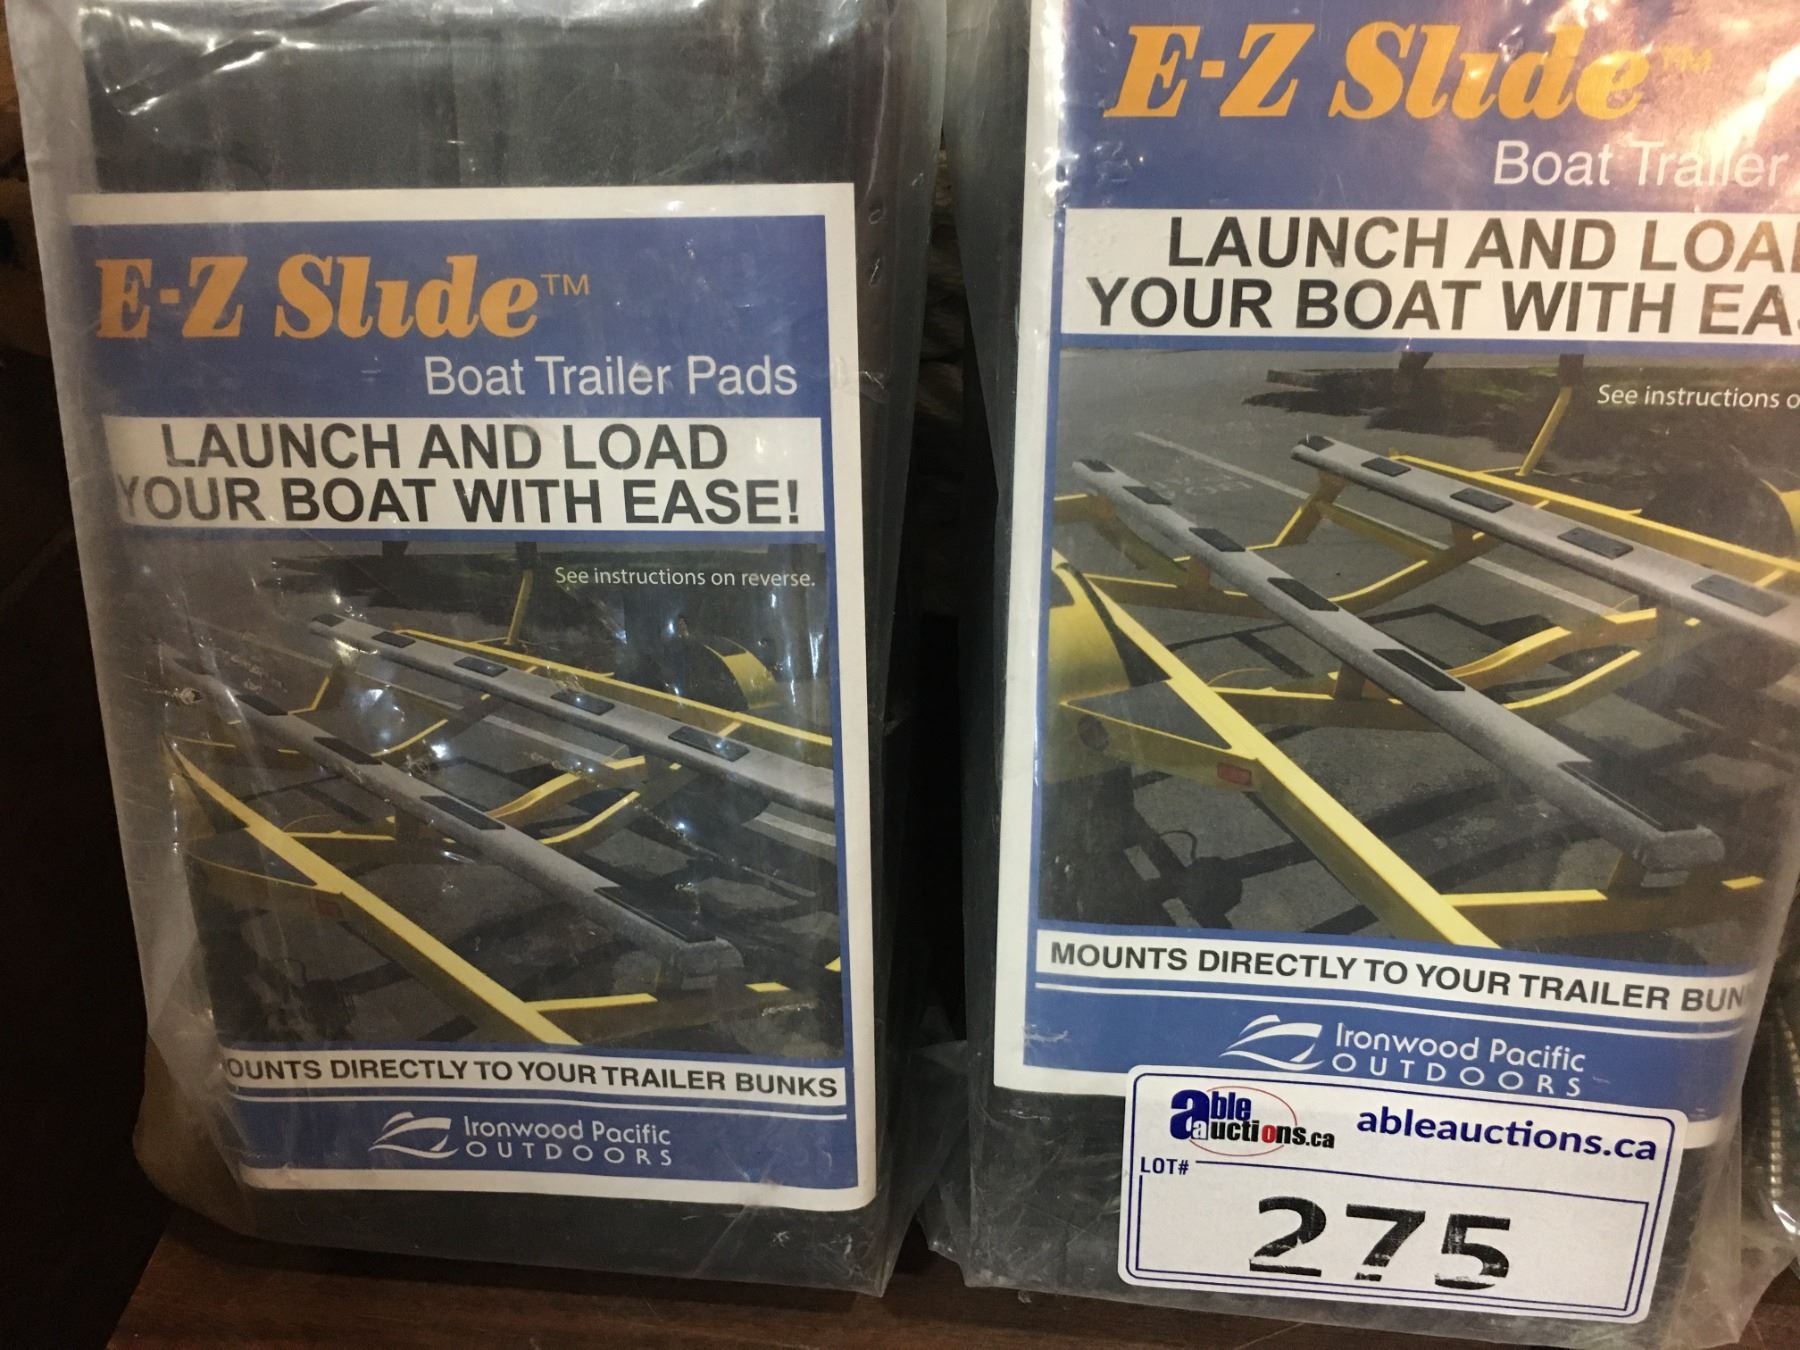 E-Z Slide™
Boat Trailer Pads
LAUNCH AND LOAD
YOUR BOAT WITH EASE!
See instructions on reverse.
OUNTS DIRECTLY TO YOUR TRAILER BUNKS
Ironwood Pacific
OUTDOORS
E-Z Slide™
Boat Trailer
LAUNCH AND LOA
YOUR BOAT WITH EA
See instructions o
MOUNTS DIRECTLY TO YOUR TRAILER BUN
Ironwood Pacific
OUTDOORS
able auctions.ca
ableauctions.ca
LOT#
275